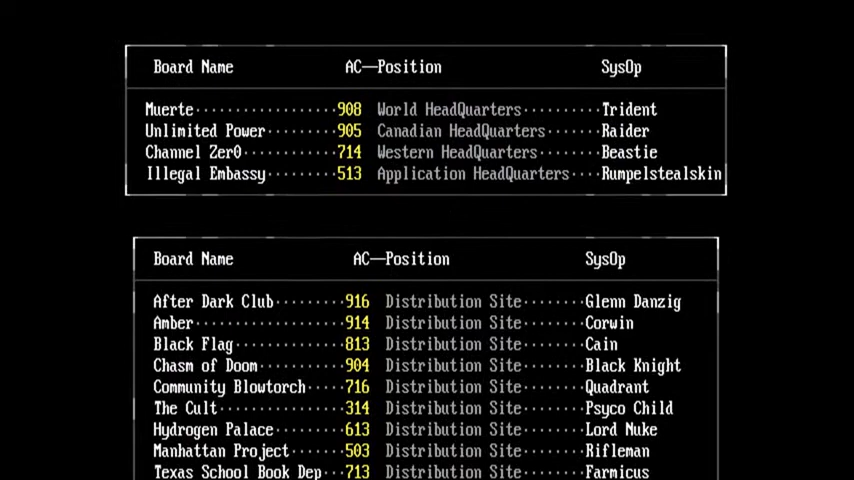 Board Name AC—Position SysOp
Muerte·················908 World HeadQuarters··········Trident
Unlimited Power·········905 Canadian HeadQuarters·······Raider
Channel Zer0············714 Western HeadQuarters········Beastie
Illegal Embassy·········513 Application HeadQuarters····Rumpelstealskin
Board Name AC—Position SysOp
After Dark Club·········916 Distribution Site········Glenn Danzig
Amber···················914 Distribution Site········Corwin
Black Flag··············813 Distribution Site········Cain
Chasm of Doom···········904 Distribution Site········Black Knight
Community Blowtorch·····716 Distribution Site········Quadrant
The Cult················314 Distribution Site········Psyco Child
Hydrogen Palace·········613 Distribution Site········Lord Nuke
Manhattan Project·······503 Distribution Site········Rifleman
Texas School Book Dep···713 Distribution Site········Farmicus